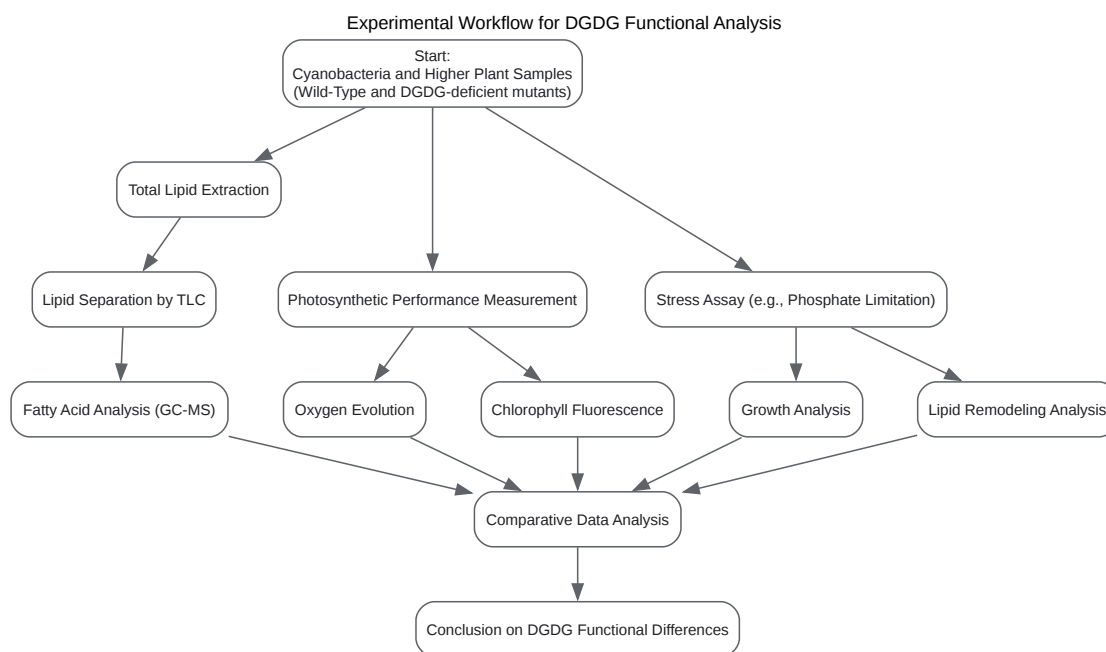 Experimental Workflow for DGDG Functional Analysis
Start:
Cyanobacteria and Higher Plant Samples
(Wild-Type and DGDG-deficient mutants)
Total Lipid Extraction
Lipid Separation by TLC
Photosynthetic Performance Measurement
Stress Assay (e.g., Phosphate Limitation)
Fatty Acid Analysis (GC-MS)
Oxygen Evolution
Chlorophyll Fluorescence
Growth Analysis
Lipid Remodeling Analysis
Comparative Data Analysis
Conclusion on DGDG Functional Differences